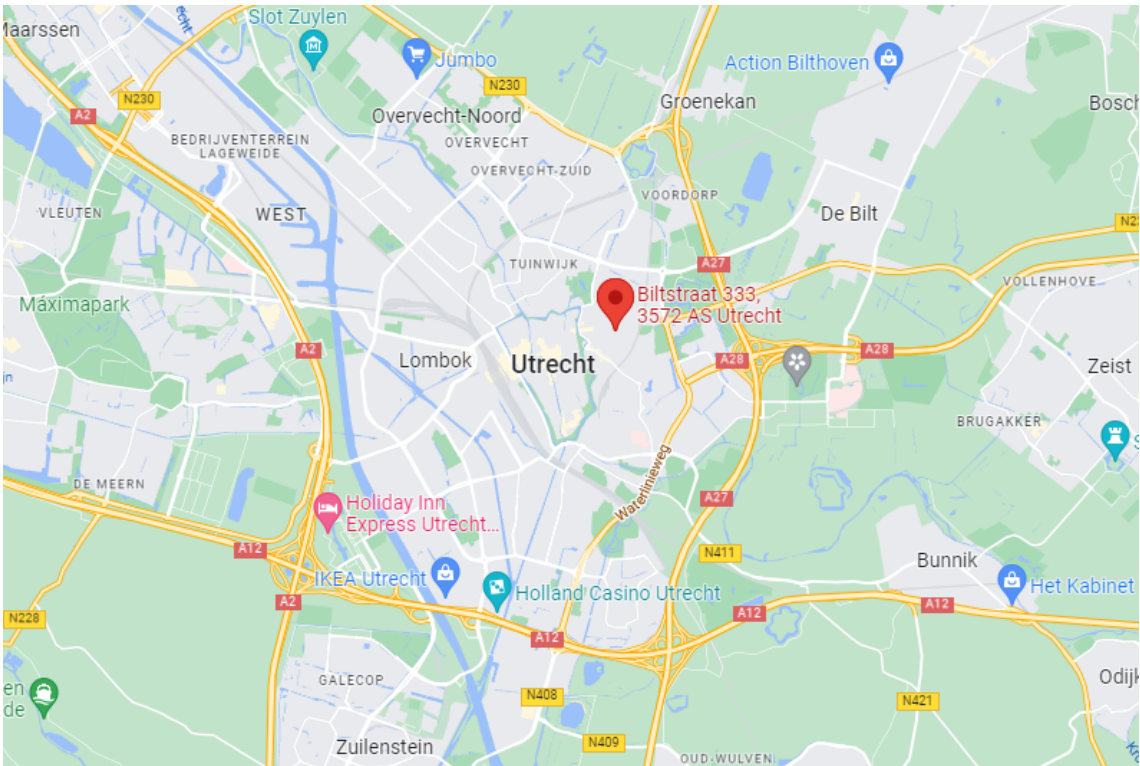 Maarssen
Slot Zuylen
Jumbo
Action Bilthoven
N230
A2
N230
Groenekan
Overvecht-Noord
BEDRIJVENTERREIN
LAGEWEIDE
OVERVECHT
OVERVECHT-ZUID
VOORDORP
VLEUTEN
WEST
De Bilt
TUINWIJK
A27
VOLLENHOVE
Máximapark
Biltstraat 333,
3572 AS Utrecht
A2
Lombok
Utrecht
A28
A28
Zeist
BRUGAKKER
Waterlinieweg
DE MEERN
Holiday Inn
Express Utrecht...
A27
A12
N411
Bunnik
IKEA Utrecht
Holland Casino Utrecht
Het Kabinet
A2
A12
A12
N228
A12
GALECOP
N408
N421
Zuilenstein
N409
OUD-WULVEN